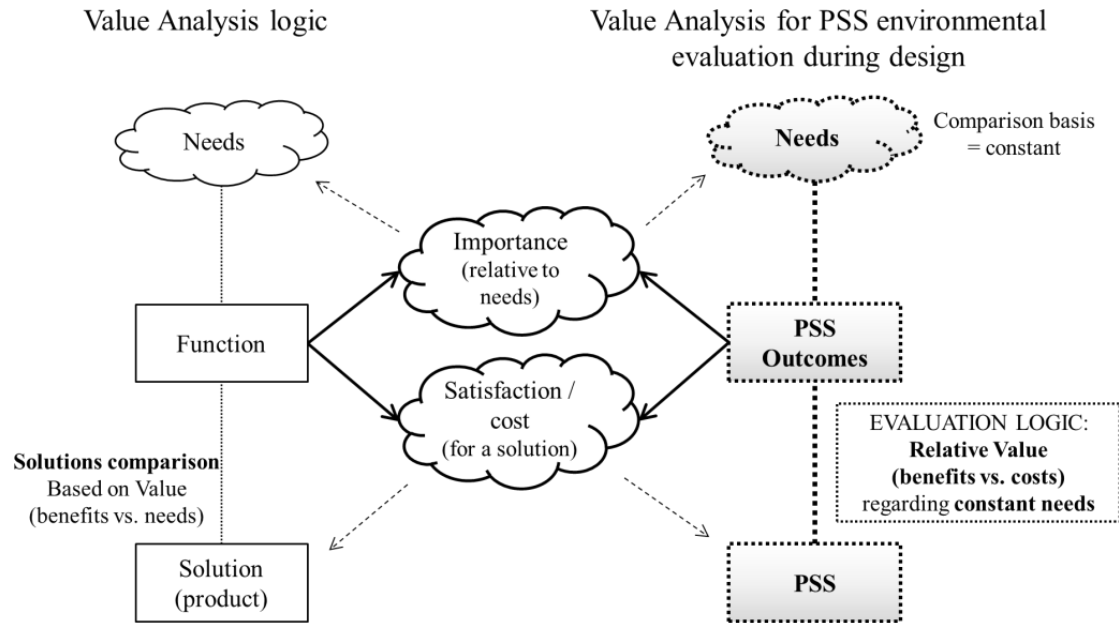 Value Analysis logic
Value Analysis for PSS environmental
evaluation during design
Needs
Needs
Comparison basis
= constant
Importance
(relative to
needs)
Function
PSS
Outcomes
Satisfaction /
cost
(for a solution)
Solutions comparison
Based on Value
(benefits vs. needs)
EVALUATION LOGIC:
Relative Value
(benefits vs. costs)
regarding constant needs
Solution
(product)
PSS